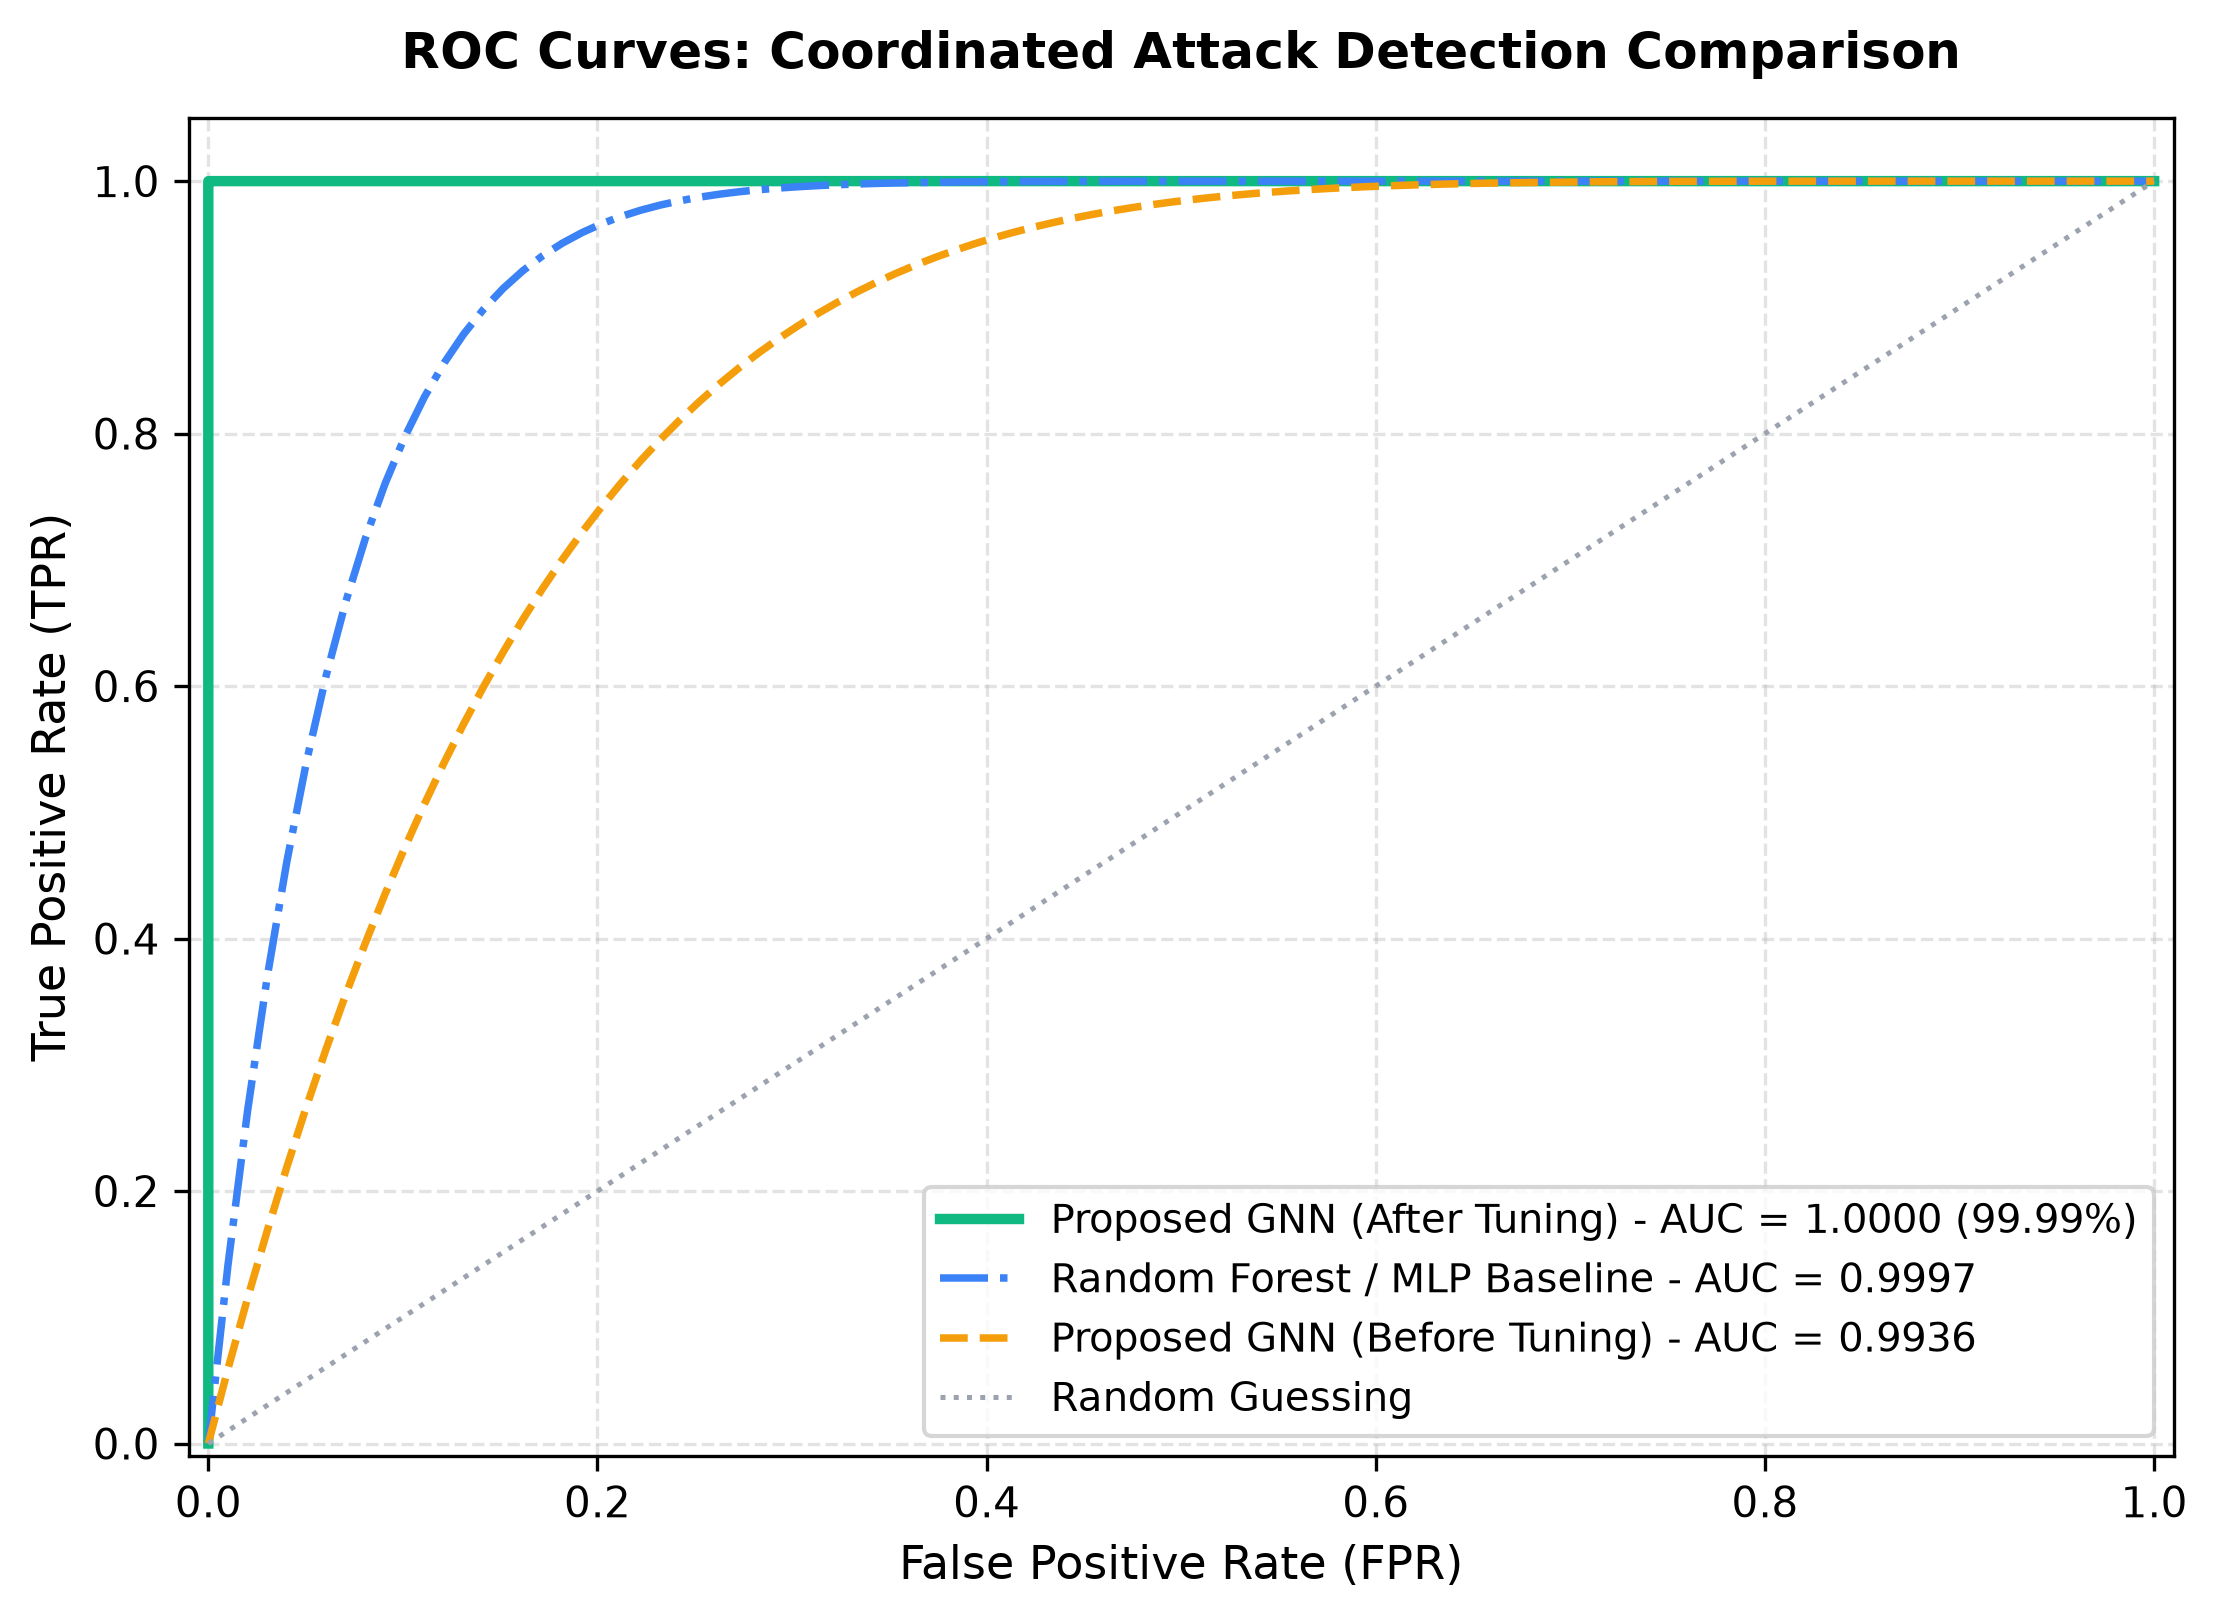 ROC Curves: Coordinated Attack Detection Comparison
True Positive Rate (TPR)
1.0
0.8
0.6
0.4
0.2
0.0
Proposed GNN (After Tuning) - AUC = 1.0000 (99.99%)
Random Forest / MLP Baseline - AUC = 0.9997
Proposed GNN (Before Tuning) - AUC = 0.9936
Random Guessing
0.0 0.2 0.4 0.6 0.8 1.0
False Positive Rate (FPR)